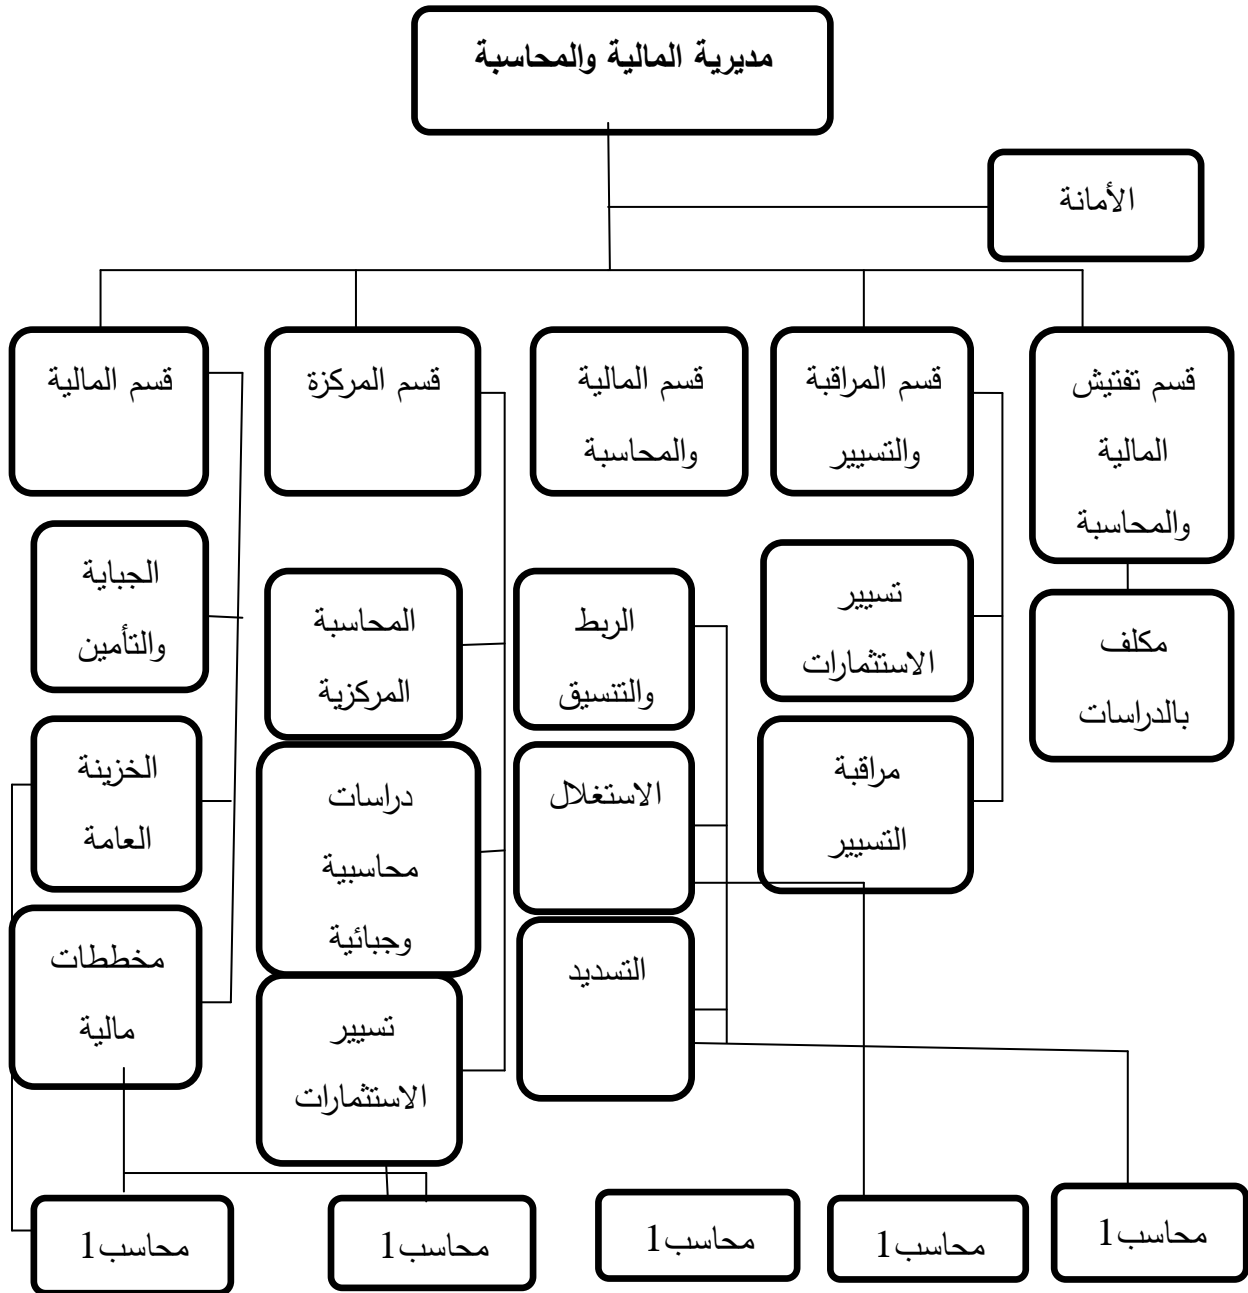 مديرية المالية والمحاسبة
الأمانة
قسم تفتيش
المالية
والمحاسبة
قسم المراقبة
والتسيير
قسم المالية
والمحاسبة
قسم المركزة
قسم المالية
مكلف
بالدراسات
تسيير
الاستثمارات
مراقبة
التسيير
الربط
والتنسيق
الاستغلال
التسديد
المحاسبة
المركزية
دراسات
محاسبية
وجبائية
تسيير
الاستثمارات
الجباية
والتأمين
الخزينة
العامة
مخططات
مالية
محاسب1
محاسب1
محاسب1
محاسب1
محاسب1